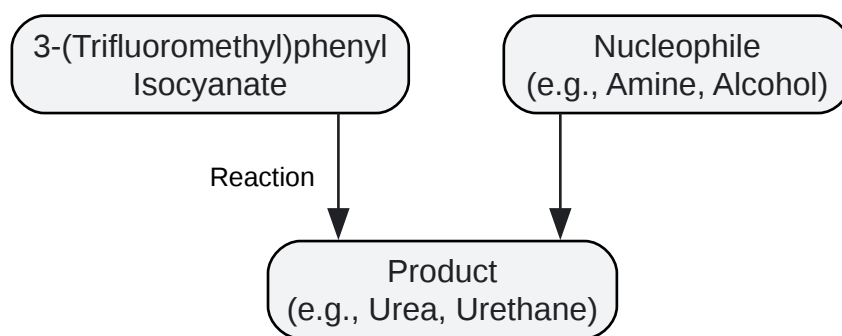 3-(Trifluoromethyl)phenyl
Isocyanate
Nucleophile
(e.g., Amine, Alcohol)
Reaction
Product
(e.g., Urea, Urethane)